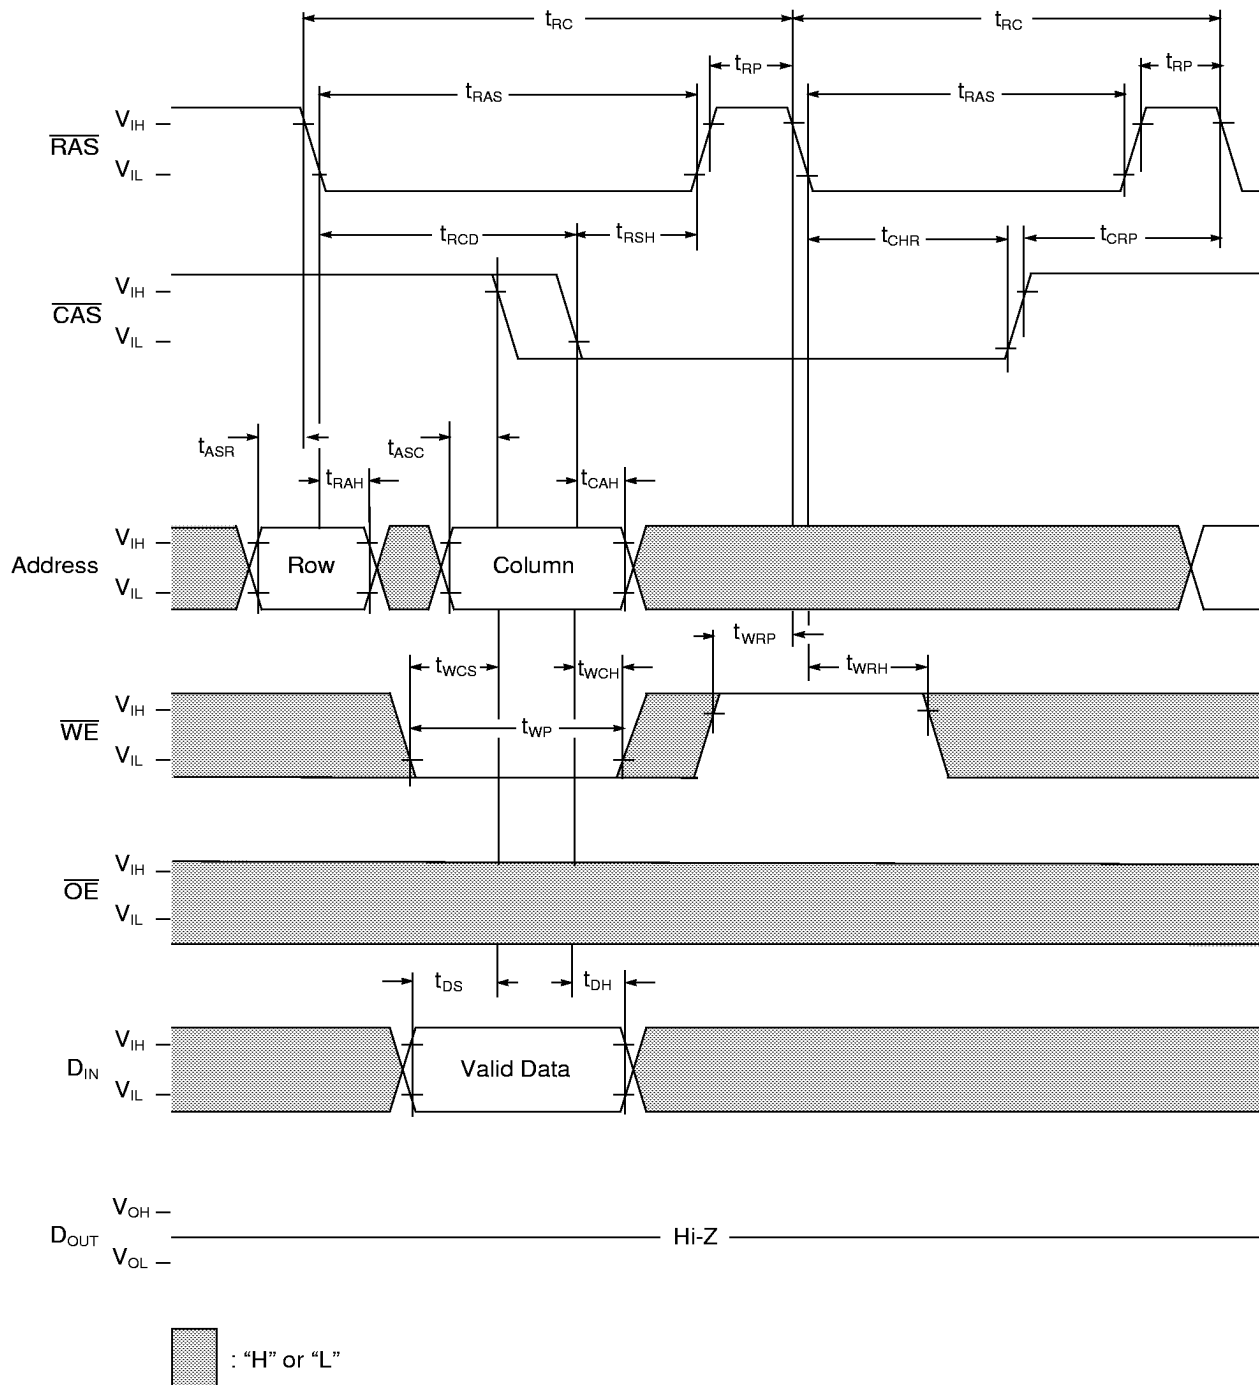 tRC tRC
tRP tRP
tRAS tRAS
VIH
RAS
VIL
tRCD tRSH tCHR tCRP
VIH
CAS
VIL
tASR tASC
tRAH tCAH
VIH
Address Row Column
VIL
tWRP
tWCS tWCH tWRH
VIH
WE tWP
VIL
VIH
OE
VIL
tDS tDH
VIH
DIN Valid Data
VIL
VOH
DOUT Hi-Z
VOL
: “H” or “L”